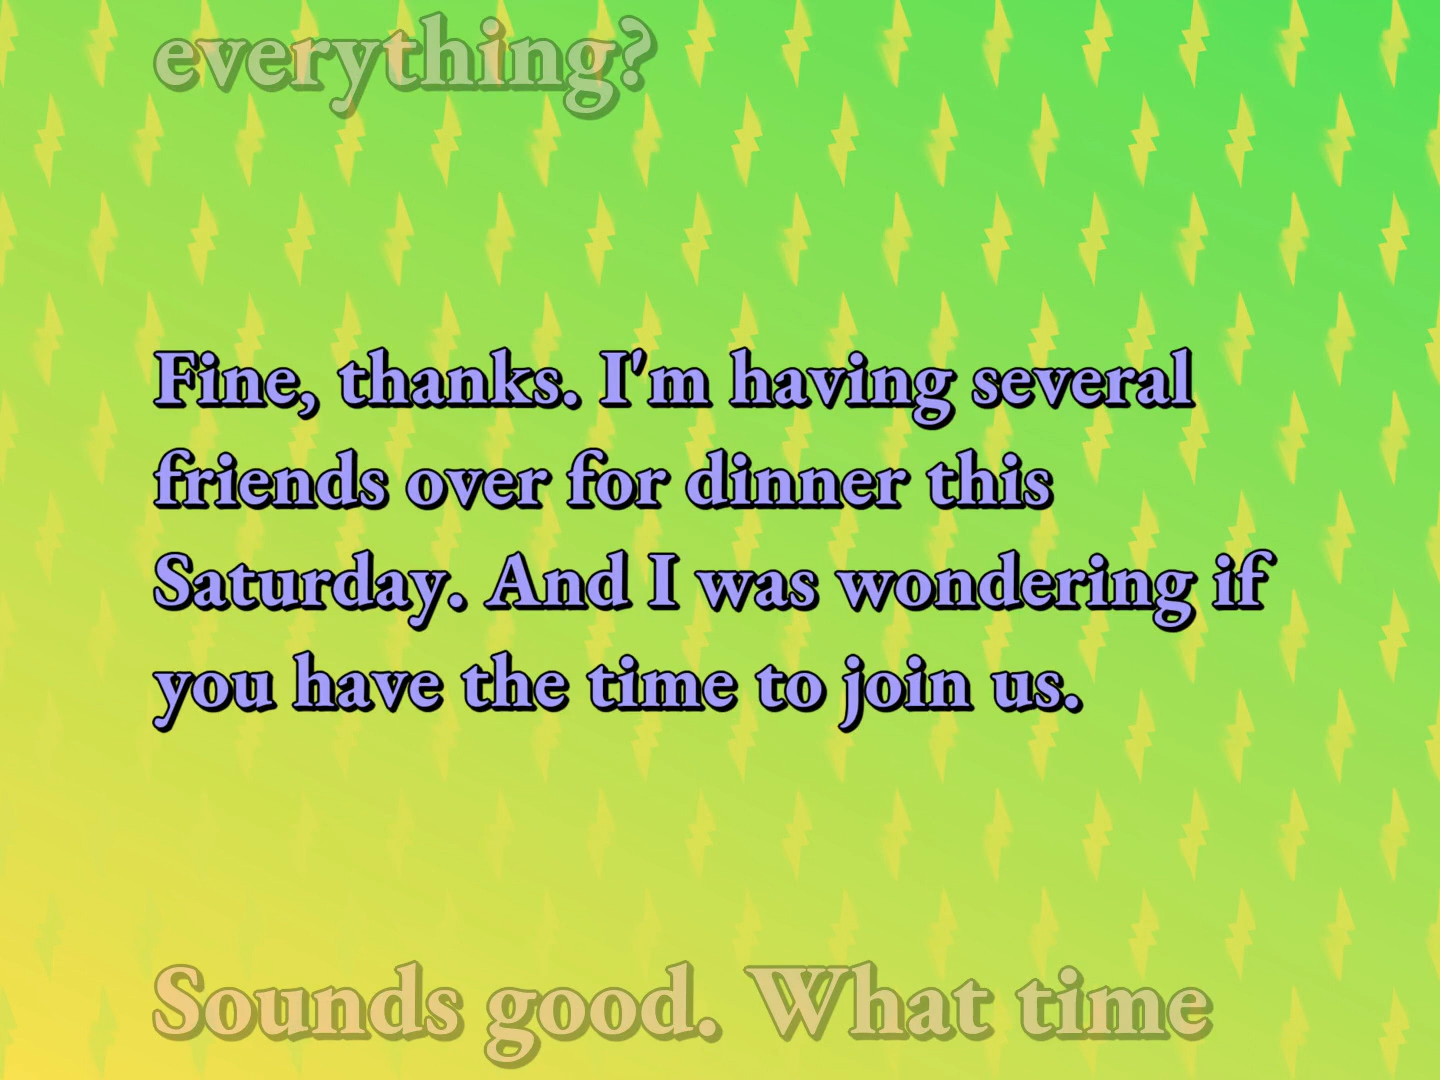 everything?
Fine, thanks. I'm having several
friends over for dinner this
Saturday. And I was wondering if
you have the time to join us.
Sounds good. What time